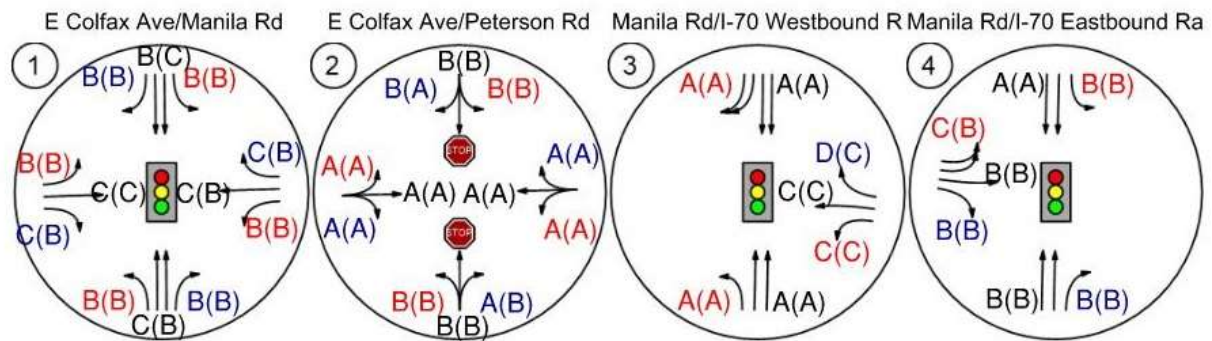 E Colfax Ave/Manila Rd
E Colfax Ave/Peterson Rd
Manila Rd/I-70 Westbound R
Manila Rd/I-70 Eastbound Ra
1
B(C)
B(B)
B(B)
B(B)
C(B)
C(C)
C(B)
C(B)
B(B)
B(B)
B(B)
C(B)
2
B(B)
B(A)
B(B)
STOP
A(A)
A(A)
A(A)
A(A)
A(A)
A(A)
STOP
B(B)
A(B)
B(B)
3
A(A)
A(A)
D(C)
C(C)
C(C)
A(A)
A(A)
4
A(A)
B(B)
C(B)
B(B)
B(B)
B(B)
B(B)